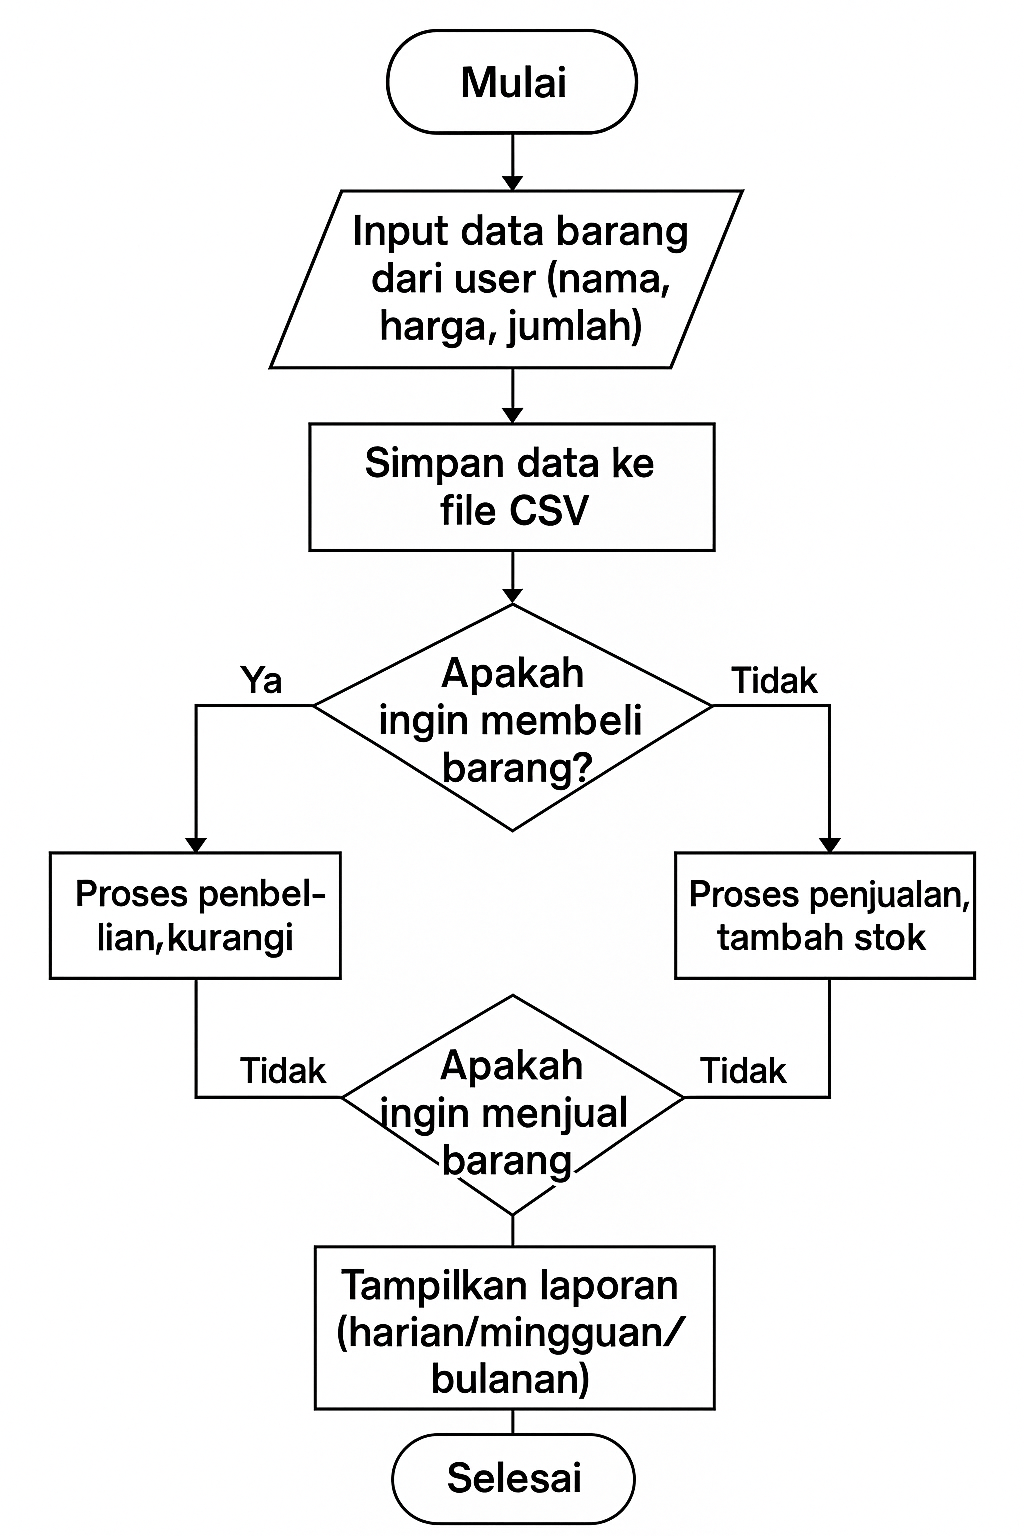 Mulai
Input data barang
dari user (nama,
harga, jumlah)
Simpan data ke
file CSV
Apakah
ingin membeli
barang?
Ya
Tidak
Proses penbel-
lian,kurangi
Proses penjualan,
tambah stok
Apakah
ingin menjual
barang
Tidak
Tidak
Tampilkan laporan
(harian/mingguan/
bulanan)
Selesai